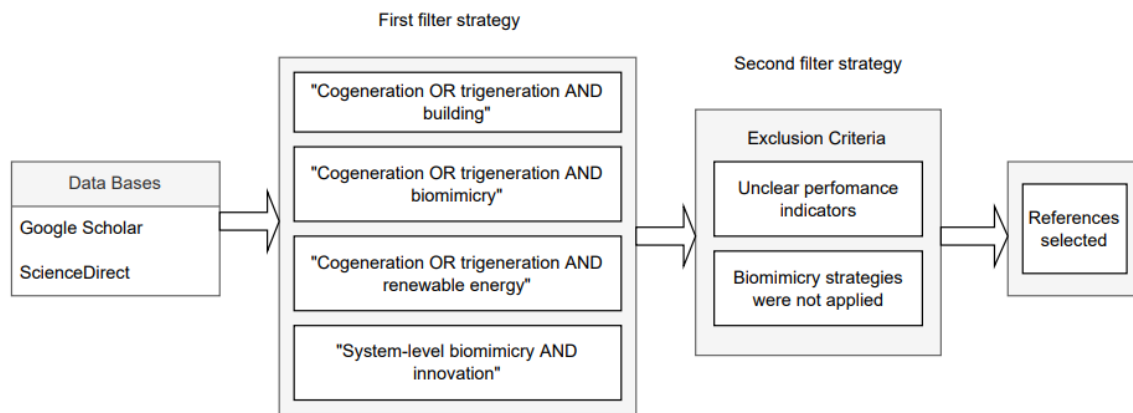 First filter strategy
Second filter strategy
Data Bases
Google Scholar
ScienceDirect
"Cogeneration OR trigeneration AND
building"
"Cogeneration OR trigeneration AND
biomimicry"
"Cogeneration OR trigeneration AND
renewable energy"
"System-level biomimicry AND
innovation"
Exclusion Criteria
Unclear perfomance
indicators
Biomimicry strategies
were not applied
References
selected